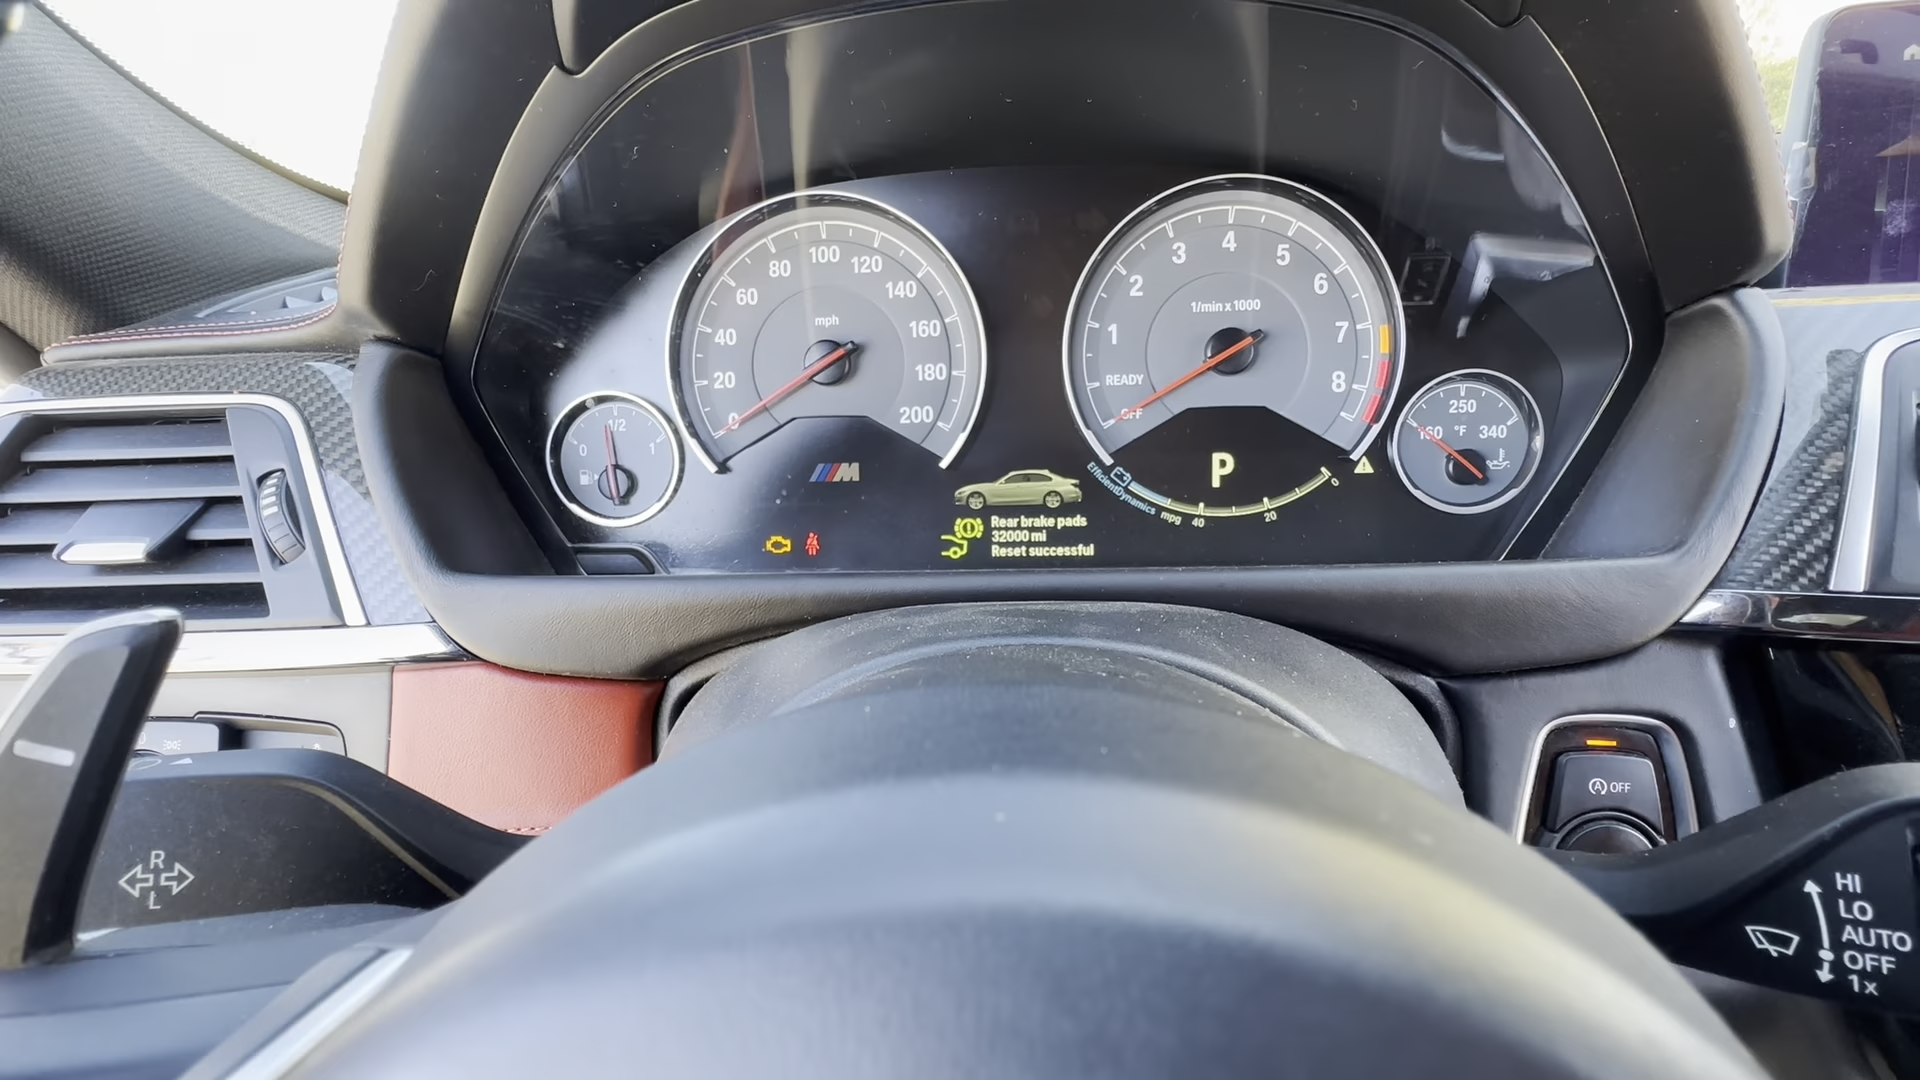 100
80
120
60
140
mph
40
160
20
180
0
200
4
3
5
2
6
1/min x 1000
1
7
READY
8
OFF
1/2
0
1
250
160
°F
340
M
P
EfficientDynamics
mpg
40
20
0
Rear brake pads
32000 mi
Reset successful
A OFF
R
L
HI
LO
AUTO
OFF
1x